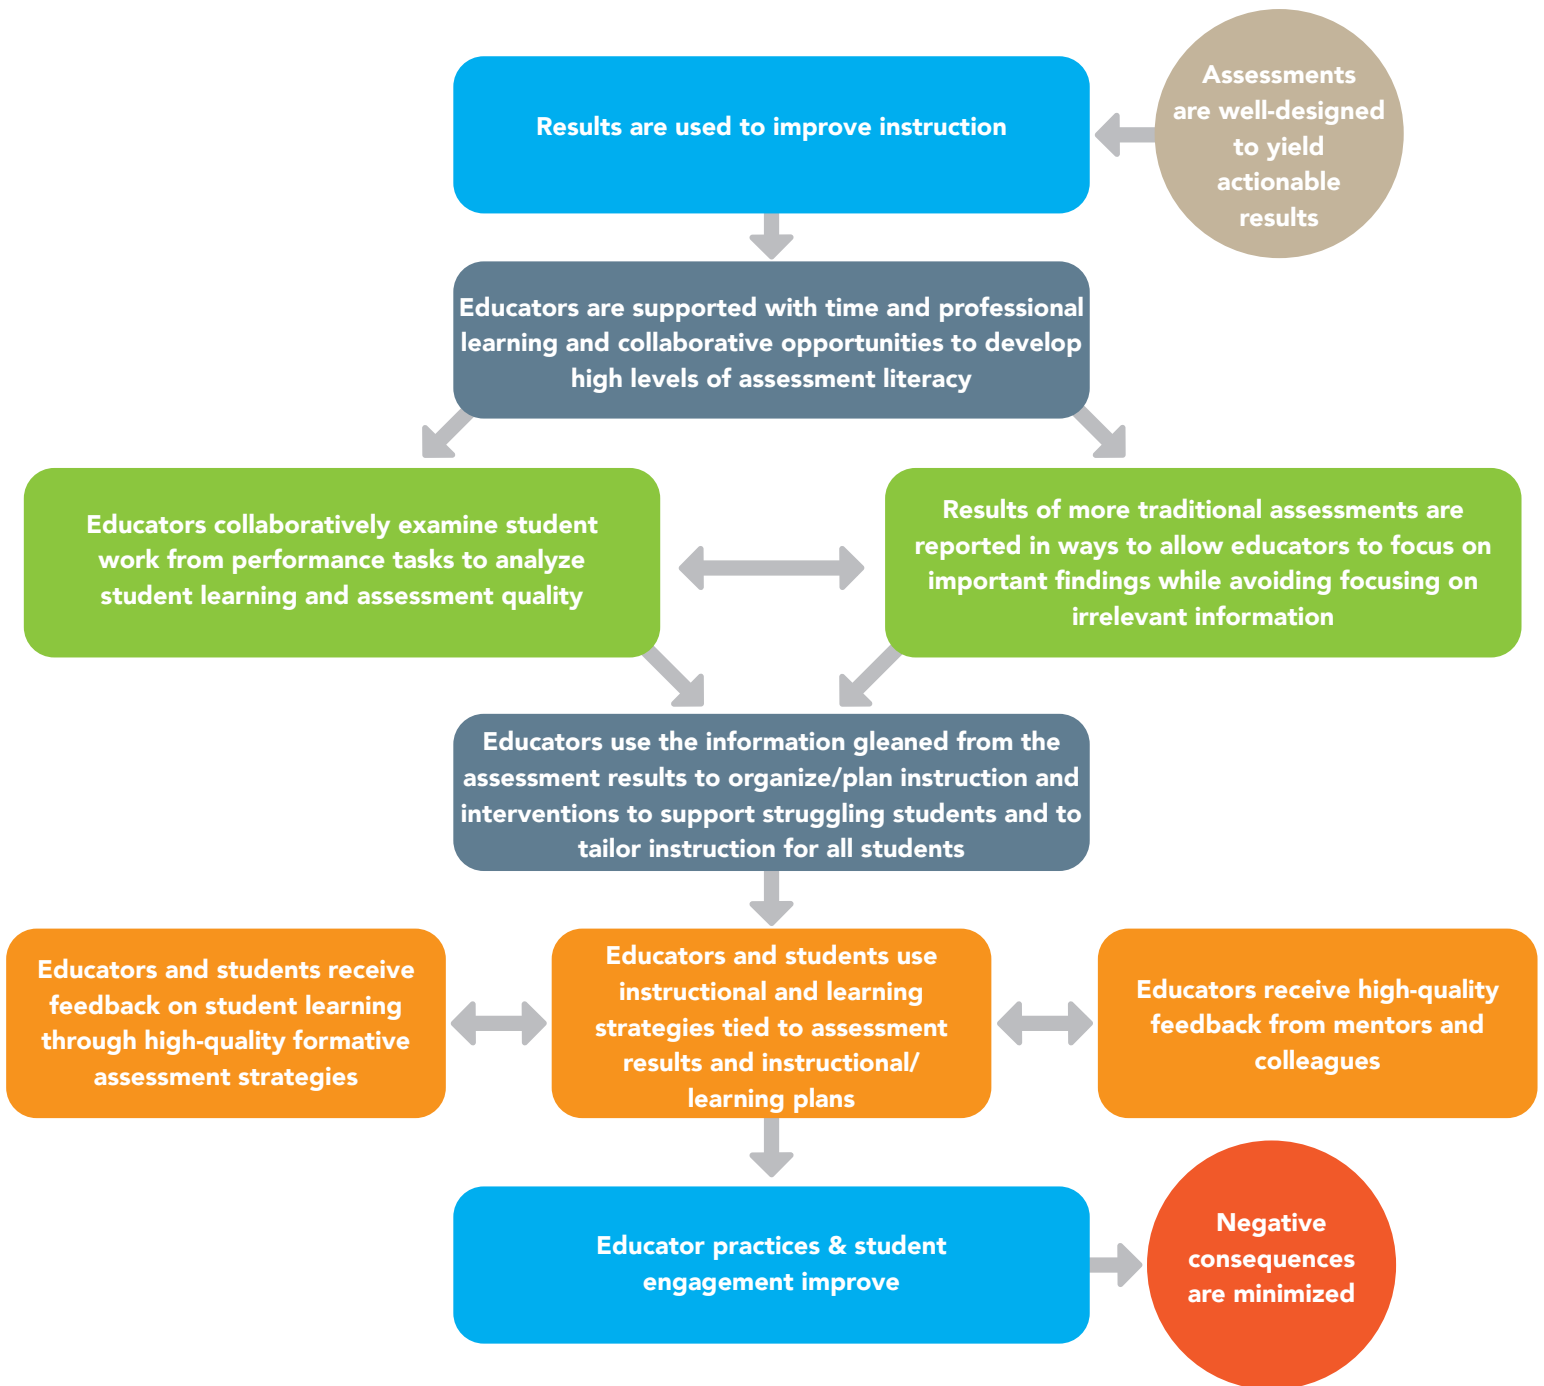 Assessments
are well-designed
to yield
actionable
results
Results are used to improve instruction
Educators are supported with time and professional
learning and collaborative opportunities to develop
high levels of assessment literacy
Educators collaboratively examine student
work from performance tasks to analyze
student learning and assessment quality
Results of more traditional assessments are
reported in ways to allow educators to focus on
important findings while avoiding focusing on
irrelevant information
Educators use the information gleaned from the
assessment results to organize/plan instruction and
interventions to support struggling students and to
tailor instruction for all students
Educators and students receive
feedback on student learning
through high-quality formative
assessment strategies
Educators and students use
instructional and learning
strategies tied to assessment
results and instructional/
learning plans
Educators receive high-quality
feedback from mentors and
colleagues
Educator practices & student
engagement improve
Negative
consequences
are minimized